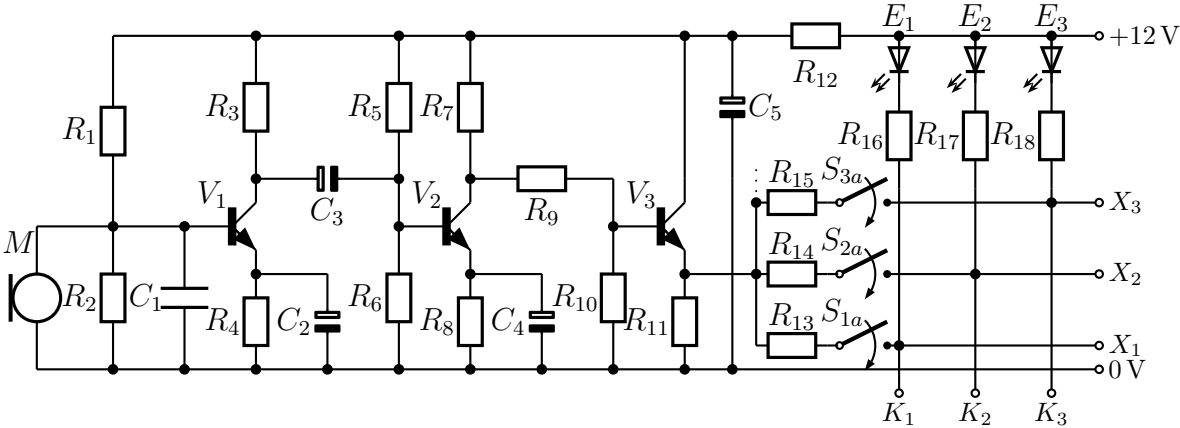 E₁ E₂ E₃
+12 V
R₁₂
R₃ R₅ R₇ C₅
R₁ R₁₆ R₁₇ R₁₈
V₁ V₂ V₃ R₁₅ S₃ₐ
C₃ R₉ X₃
M S₂ₐ
R₂ C₁ R₄ C₂ R₆ R₈ C₄ R₁₀ R₁₁ R₁₄ X₂
R₁₃ S₁ₐ
X₁
0 V
K₁ K₂ K₃